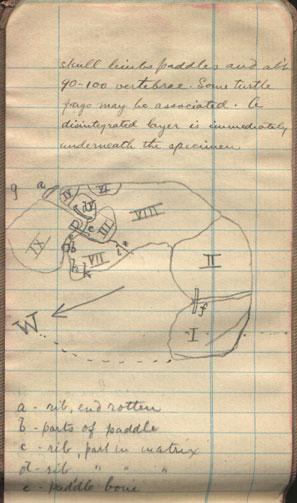 skull limbs paddles and abt
90-100 vertebrae. Some turtle
frags may be associated. A
disintegrated layer is immediately
underneath the specimen
g a
IV VI
V
D c III VIII
IX
b VII i
h
II
f
I
W
a - rib, end rotten
b - parts of paddle
c - rib, part in matrix
d - rib " " "
e - paddle bone